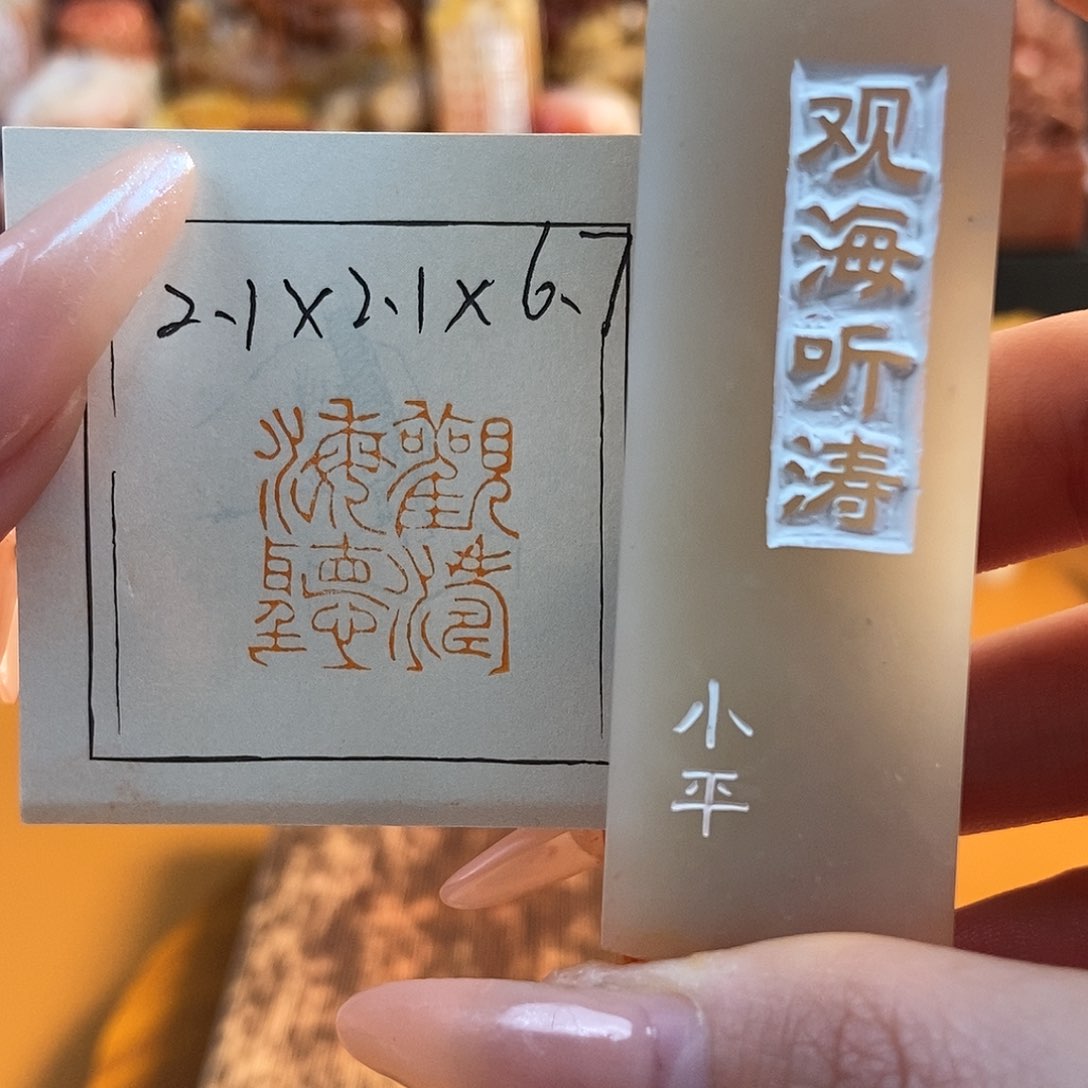 2.1×2.1×6.7
觀海
聽濤
观海听涛
小平